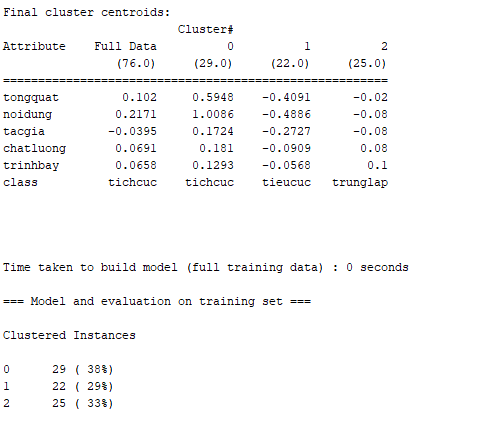 Final cluster centroids:
                          Cluster#
Attribute    Full Data          0          1          2
                (76.0)     (29.0)     (22.0)     (25.0)
========================================================
tongquat         0.102     0.5948    -0.4091      -0.02
noidung         0.2171     1.0086    -0.4886      -0.08
tacgia         -0.0395     0.1724    -0.2727      -0.08
chatluong       0.0691      0.181    -0.0909       0.08
trinhbay        0.0658     0.1293    -0.0568        0.1
class          tichcuc    tichcuc    tieucuc  trunglap
Time taken to build model (full training data) : 0 seconds
=== Model and evaluation on training set ===
Clustered Instances
0      29 ( 38%)
1      22 ( 29%)
2      25 ( 33%)